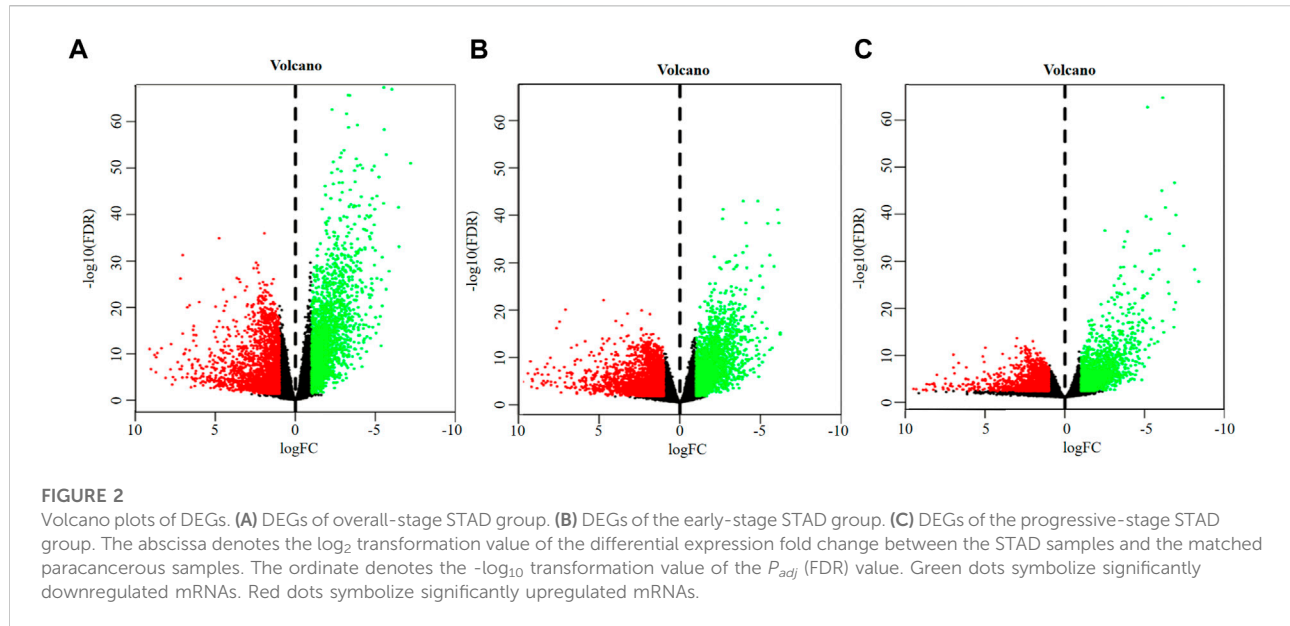 A
B
C
Volcano
Volcano
Volcano
-log10(FDR)
0
10
20
30
40
50
60
10
5
0
-5
-10
logFC
-log10(FDR)
0
10
20
30
40
50
60
10
5
0
-5
-10
logFC
-log10(FDR)
0
10
20
30
40
50
60
10
5
0
-5
-10
logFC
FIGURE 2
Volcano plots of DEGs. (A) DEGs of overall-stage STAD group. (B) DEGs of the early-stage STAD group. (C) DEGs of the progressive-stage STAD
group. The abscissa denotes the log₂ transformation value of the differential expression fold change between the STAD samples and the matched
paracancerous samples. The ordinate denotes the -log₁₀ transformation value of the Padj (FDR) value. Green dots symbolize significantly
downregulated mRNAs. Red dots symbolize significantly upregulated mRNAs.